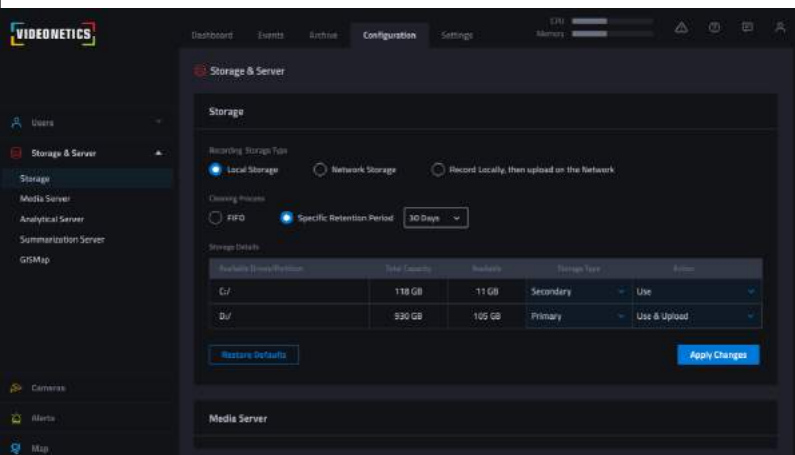 VIDEONETICS
Dashboard Events Archive Configuration Settings
CPU
Memory
Storage & Server
Users
Storage & Server
Storage
Media Server
Analytical Server
Summarization Server
GISMap
Cameras
Alerts
Map
Storage
Recording Storage Type
Local Storage Network Storage Record Locally, then upload on the Network
Cleaning Process
FIFO Specific Retention Period 30 Days
Storage Details
Available Drives/Partition Total Capacity Available Storage Type Action
C:/ 118 GB 11 GB Secondary Use
D:/ 930 GB 105 GB Primary Use & Upload
Restore Defaults Apply Changes
Media Server